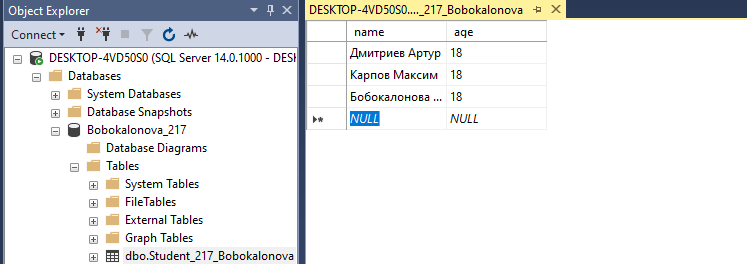 Object Explorer
Connect
DESKTOP-4VD50S0 (SQL Server 14.0.1000 - DESK
Databases
System Databases
Database Snapshots
Bobokalonova_217
Database Diagrams
Tables
System Tables
FileTables
External Tables
Graph Tables
dbo.Student_217_Bobokalonova
DESKTOP-4VD50S0...._217_Bobokalonova
name age
Дмитриев Артур 18
Карпов Максим 18
Бобокалонова ... 18
NULL NULL